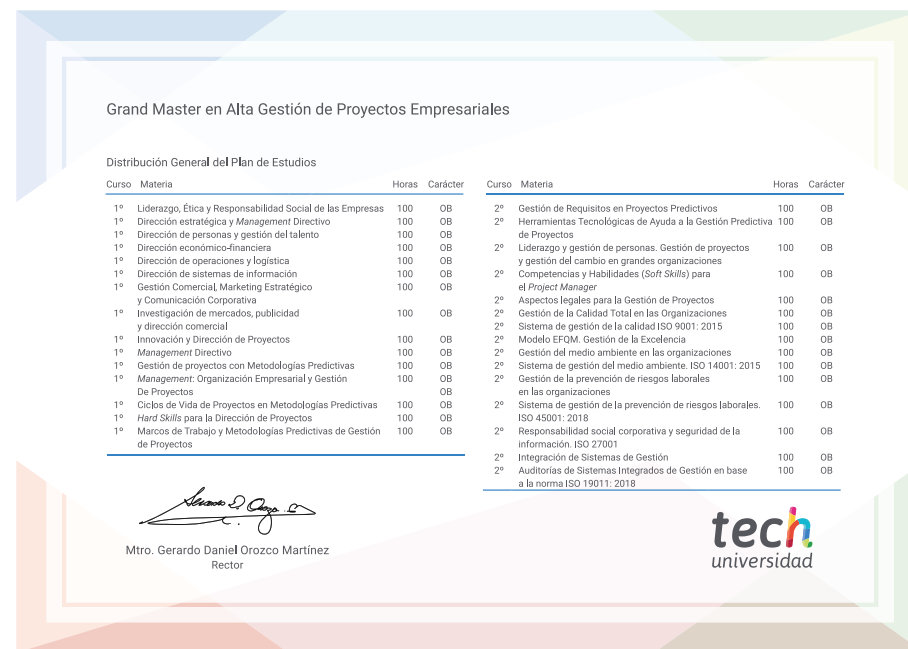 Grand Master en Alta Gestión de Proyectos Empresariales
Distribución General del Plan de Estudios
Curso Materia Horas Carácter
1º Liderazgo, Ética y Responsabilidad Social de las Empresas 100 OB
1º Dirección estratégica y Management Directivo 100 OB
1º Dirección de personas y gestión del talento 100 OB
1º Dirección económico-financiera 100 OB
1º Dirección de operaciones y logística 100 OB
1º Dirección de sistemas de información 100 OB
1º Gestión Comercial, Marketing Estratégico 100 OB
y Comunicación Corporativa
1º Investigación de mercados, publicidad 100 OB
y dirección comercial
1º Innovación y Dirección de Proyectos 100 OB
1º Management Directivo 100 OB
1º Gestión de proyectos con Metodologías Predictivas 100 OB
1º Management: Organización Empresarial y Gestión 100 OB
De Proyectos OB
1º Ciclos de Vida de Proyectos en Metodologías Predictivas 100 OB
1º Hard Skills para la Dirección de Proyectos 100 OB
1º Marcos de Trabajo y Metodologías Predictivas de Gestión 100 OB
de Proyectos
Curso Materia Horas Carácter
2º Gestión de Requisitos en Proyectos Predictivos 100 OB
2º Herramientas Tecnológicas de Ayuda a la Gestión Predictiva 100 OB
de Proyectos
2º Liderazgo y gestión de personas. Gestión de proyectos 100 OB
y gestión del cambio en grandes organizaciones
2º Competencias y Habilidades (Soft Skills) para 100 OB
el Project Manager
2º Aspectos legales para la Gestión de Proyectos 100 OB
2º Gestión de la Calidad Total en las Organizaciones 100 OB
2º Sistema de gestión de la calidad ISO 9001: 2015 100 OB
2º Modelo EFQM. Gestión de la Excelencia 100 OB
2º Gestión del medio ambiente en las organizaciones 100 OB
2º Sistema de gestión del medio ambiente. ISO 14001: 2015 100 OB
2º Gestión de la prevención de riesgos laborales 100 OB
en las organizaciones
2º Sistema de gestión de la prevención de riesgos laborales. 100 OB
ISO 45001: 2018
2º Responsabilidad social corporativa y seguridad de la 100 OB
información. ISO 27001
2º Integración de Sistemas de Gestión 100 OB
2º Auditorías de Sistemas Integrados de Gestión en base 100 OB
a la norma ISO 19011: 2018
Mtro. Gerardo Daniel Orozco Martínez
Rector
tech
universidad